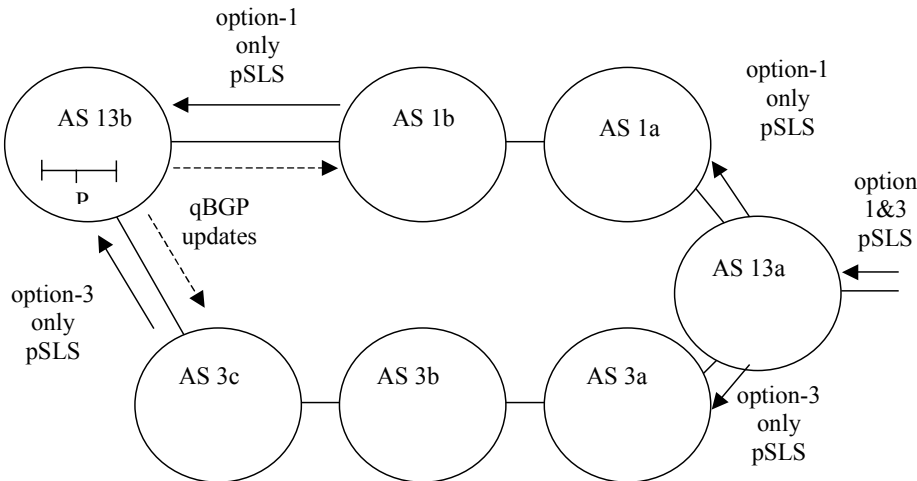 option-1
only
pSLS
AS 13b
P
qBGP
updates
AS 1b
AS 1a
option-1
only
pSLS
option
1&3
pSLS
AS 13a
option-3
only
pSLS
AS 3c
AS 3b
AS 3a
option-3
only
pSLS